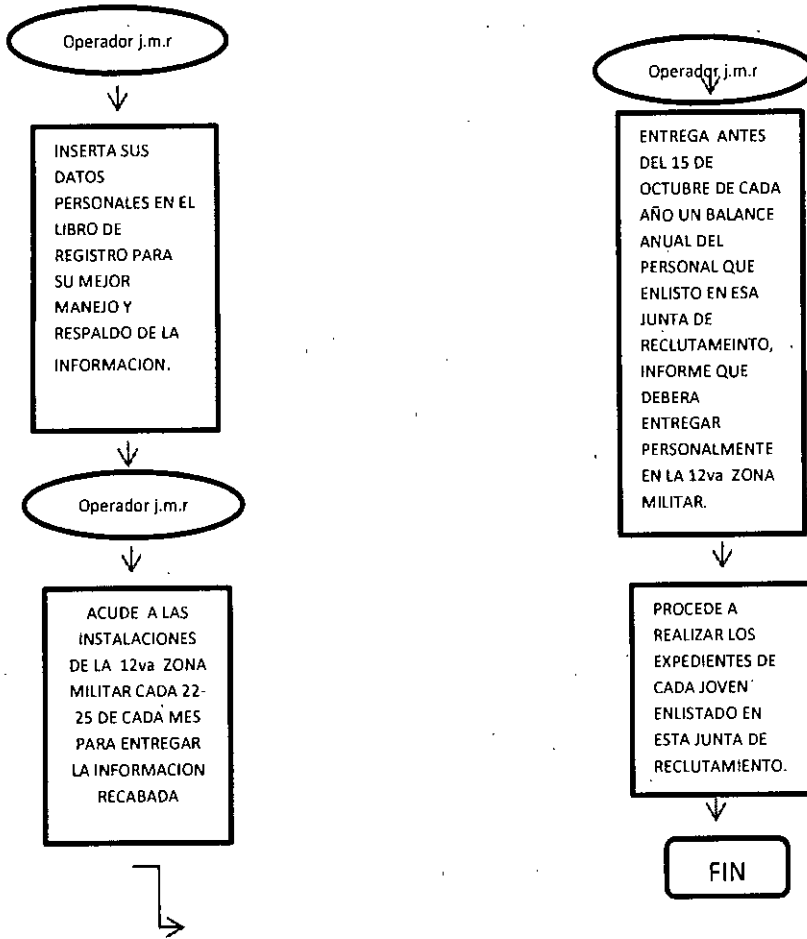 Operador j.m.r
INSERTA SUS
DATOS
PERSONALES EN EL
LIBRO DE
REGISTRO PARA
SU MEJOR
MANEJO Y
RESPALDO DE LA
INFORMACION.
Operador j.m.r
ACUDE A LAS
INSTALACIONES
DE LA 12va ZONA
MILITAR CADA 22-
25 DE CADA MES
PARA ENTREGAR
LA INFORMACION
RECABADA
Operador j.m.r
ENTREGA ANTES
DEL 15 DE
OCTUBRE DE CADA
AÑO UN BALANCE
ANUAL DEL
PERSONAL QUE
ENLISTO EN ESA
JUNTA DE
RECLUTAMEINTO,
INFORME QUE
DEBERA
ENTREGAR
PERSONALMENTE
EN LA 12va ZONA
MILITAR.
PROCEDE A
REALIZAR LOS
EXPEDIENTES DE
CADA JOVEN
ENLISTADO EN
ESTA JUNTA DE
RECLUTAMIENTO.
FIN